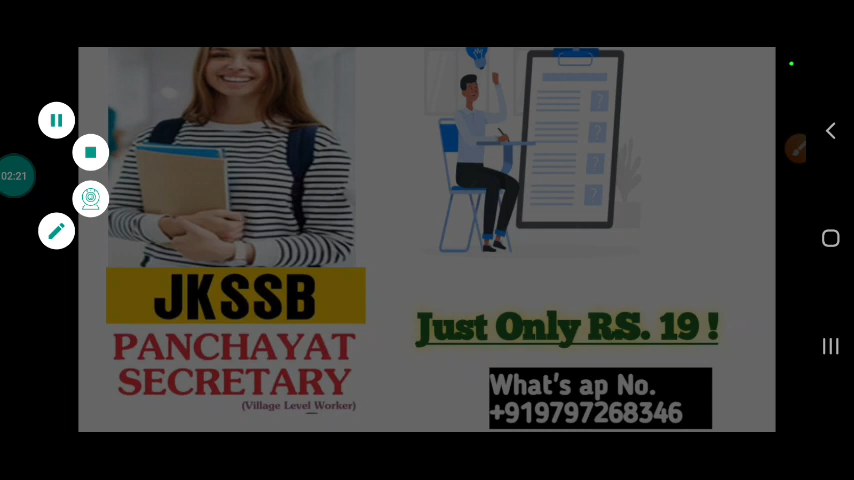 02:21
JKSSB
PANCHAYAT
SECRETARY
(Village Level Worker)
Just Only RS. 19 !
What's ap No.
+919797268346